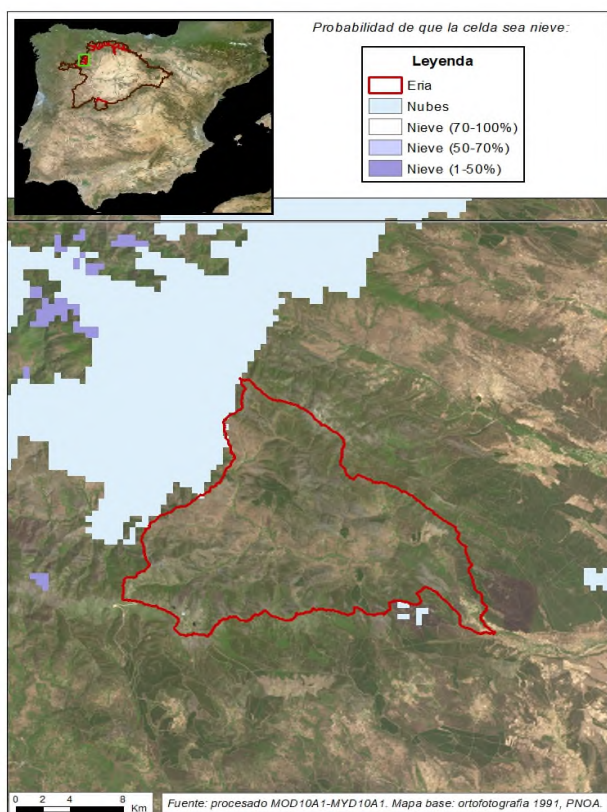 Probabilidad de que la celda sea nieve:
Leyenda
Eria
Nubes
Nieve (70-100%)
Nieve (50-70%)
Nieve (1-50%)
0 2 4 8
Km
Fuente: procesado MOD10A1-MYD10A1. Mapa base: ortofotografía 1991, PNOA